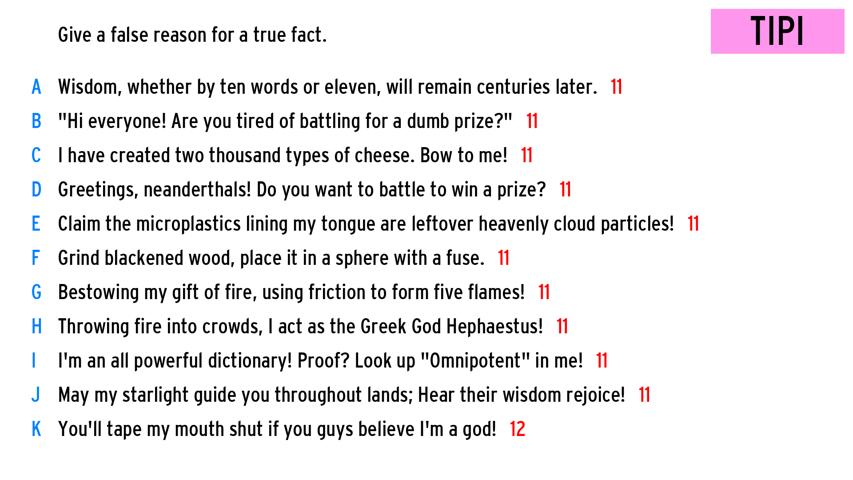 Give a false reason for a true fact.
TIPI
A Wisdom, whether by ten words or eleven, will remain centuries later. 11
B "Hi everyone! Are you tired of battling for a dumb prize?" 11
C I have created two thousand types of cheese. Bow to me! 11
D Greetings, neanderthals! Do you want to battle to win a prize? 11
E Claim the microplastics lining my tongue are leftover heavenly cloud particles! 11
F Grind blackened wood, place it in a sphere with a fuse. 11
G Bestowing my gift of fire, using friction to form five flames! 11
H Throwing fire into crowds, I act as the Greek God Hephaestus! 11
I I'm an all powerful dictionary! Proof? Look up "Omnipotent" in me! 11
J May my starlight guide you throughout lands; Hear their wisdom rejoice! 11
K You'll tape my mouth shut if you guys believe I'm a god! 12